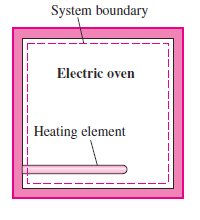 System boundary
Electric oven
Heating element